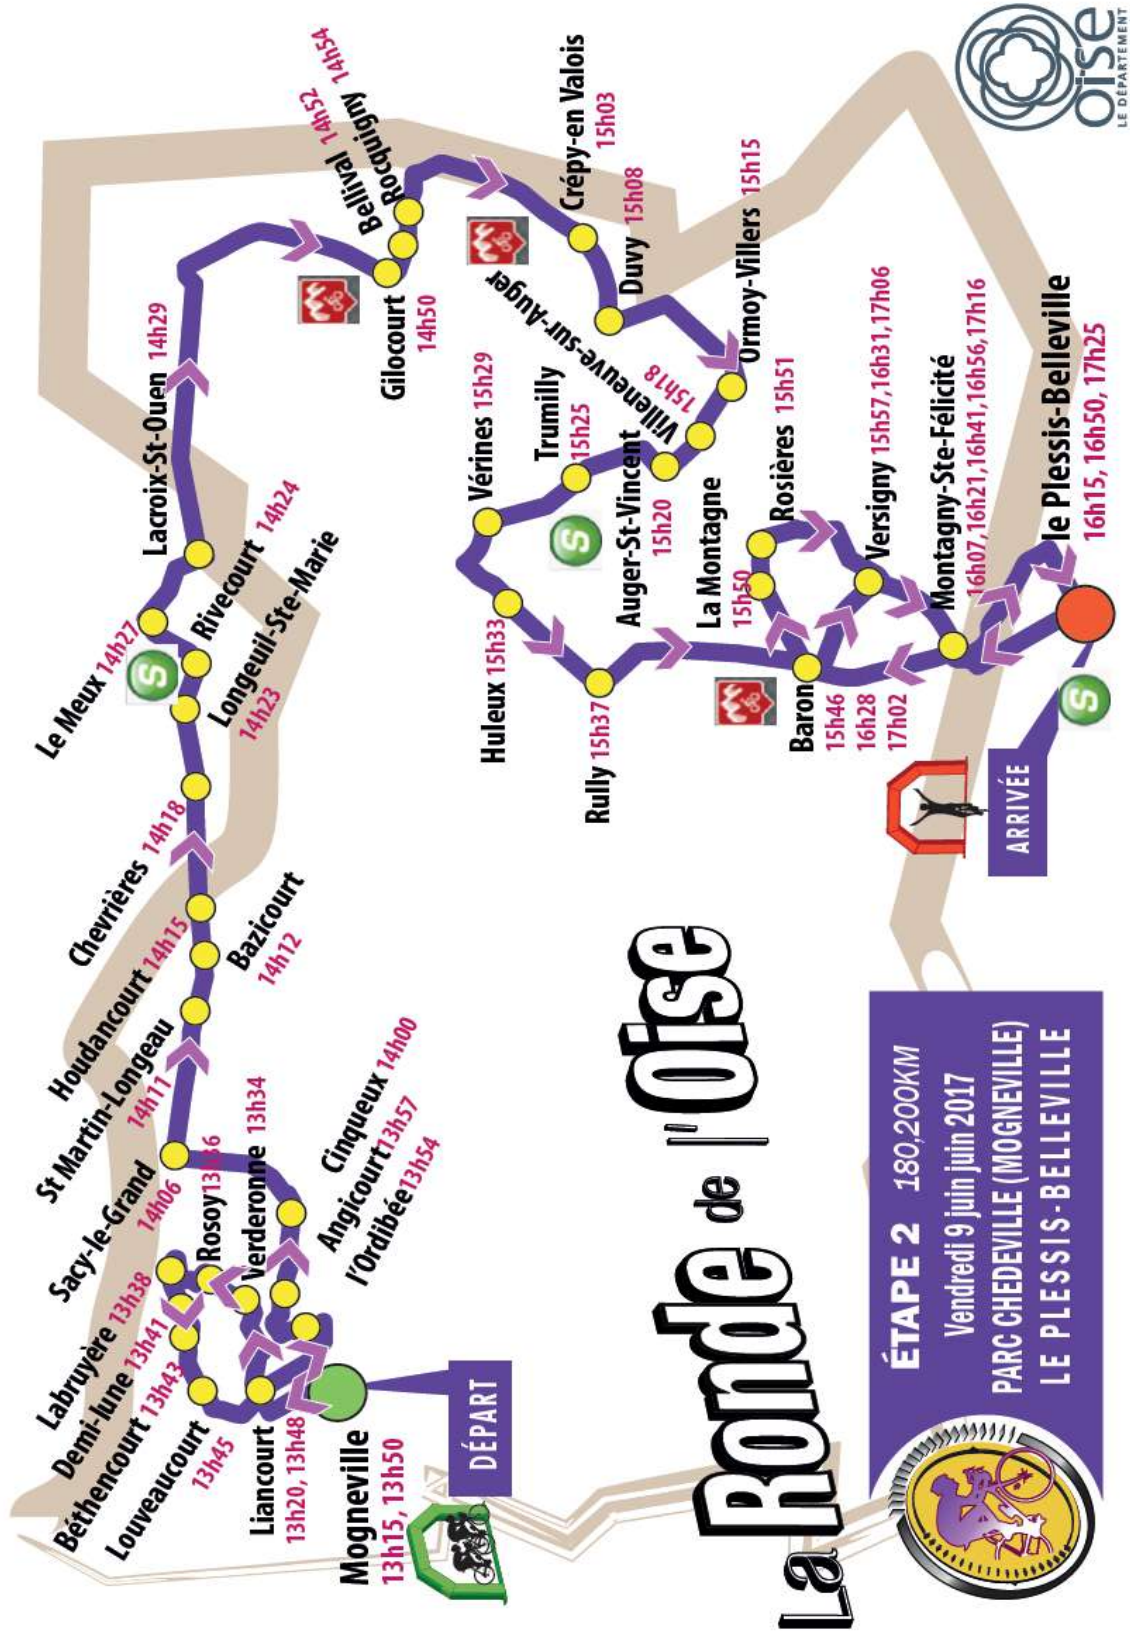 Mogneville
13h15, 13h50
DÉPART
Liancourt
13h20, 13h48
Verderonne 13h34
Rosoy 13h36
Labruyère 13h38
Demi-lune 13h41
Béthencourt 13h43
Louveaucourt
13h45
l'Ordibée 13h54
Angicourt 13h57
Cinqueux 14h00
Sacy-le-Grand
14h06
St Martin-Longeau
14h11
Bazicourt
14h12
Houdancourt 14h15
Chevrières 14h18
Longeuil-Ste-Marie
14h23
S
Rivecourt 14h24
Le Meux 14h27
Lacroix-St-Ouen 14h29
Gilocourt
14h50
Bellival 14h52
Rocquigny 14h54
Crépy-en Valois
15h03
Duvy 15h08
Ormoy-Villers 15h15
Villeneuve-sur-Auger
15h18
Auger-St-Vincent
15h20
Trumilly
15h25
S
Vérines 15h29
Huleux 15h33
Rully 15h37
Baron
15h46
16h28
17h02
La Montagne
15h50
Rosières 15h51
Versigny 15h57,16h31,17h06
Montagny-Ste-Félicité
16h07,16h21,16h41,16h56,17h16
le Plessis-Belleville
16h15, 16h50, 17h25
S
ARRIVÉE
La Ronde de l'Oise
ÉTAPE 2 180,200KM
Vendredi 9 juin juin 2017
PARC CHEDEVILLE (MOGNEVILLE)
LE PLESSIS-BELLEVILLE
oise
LE DÉPARTEMENT